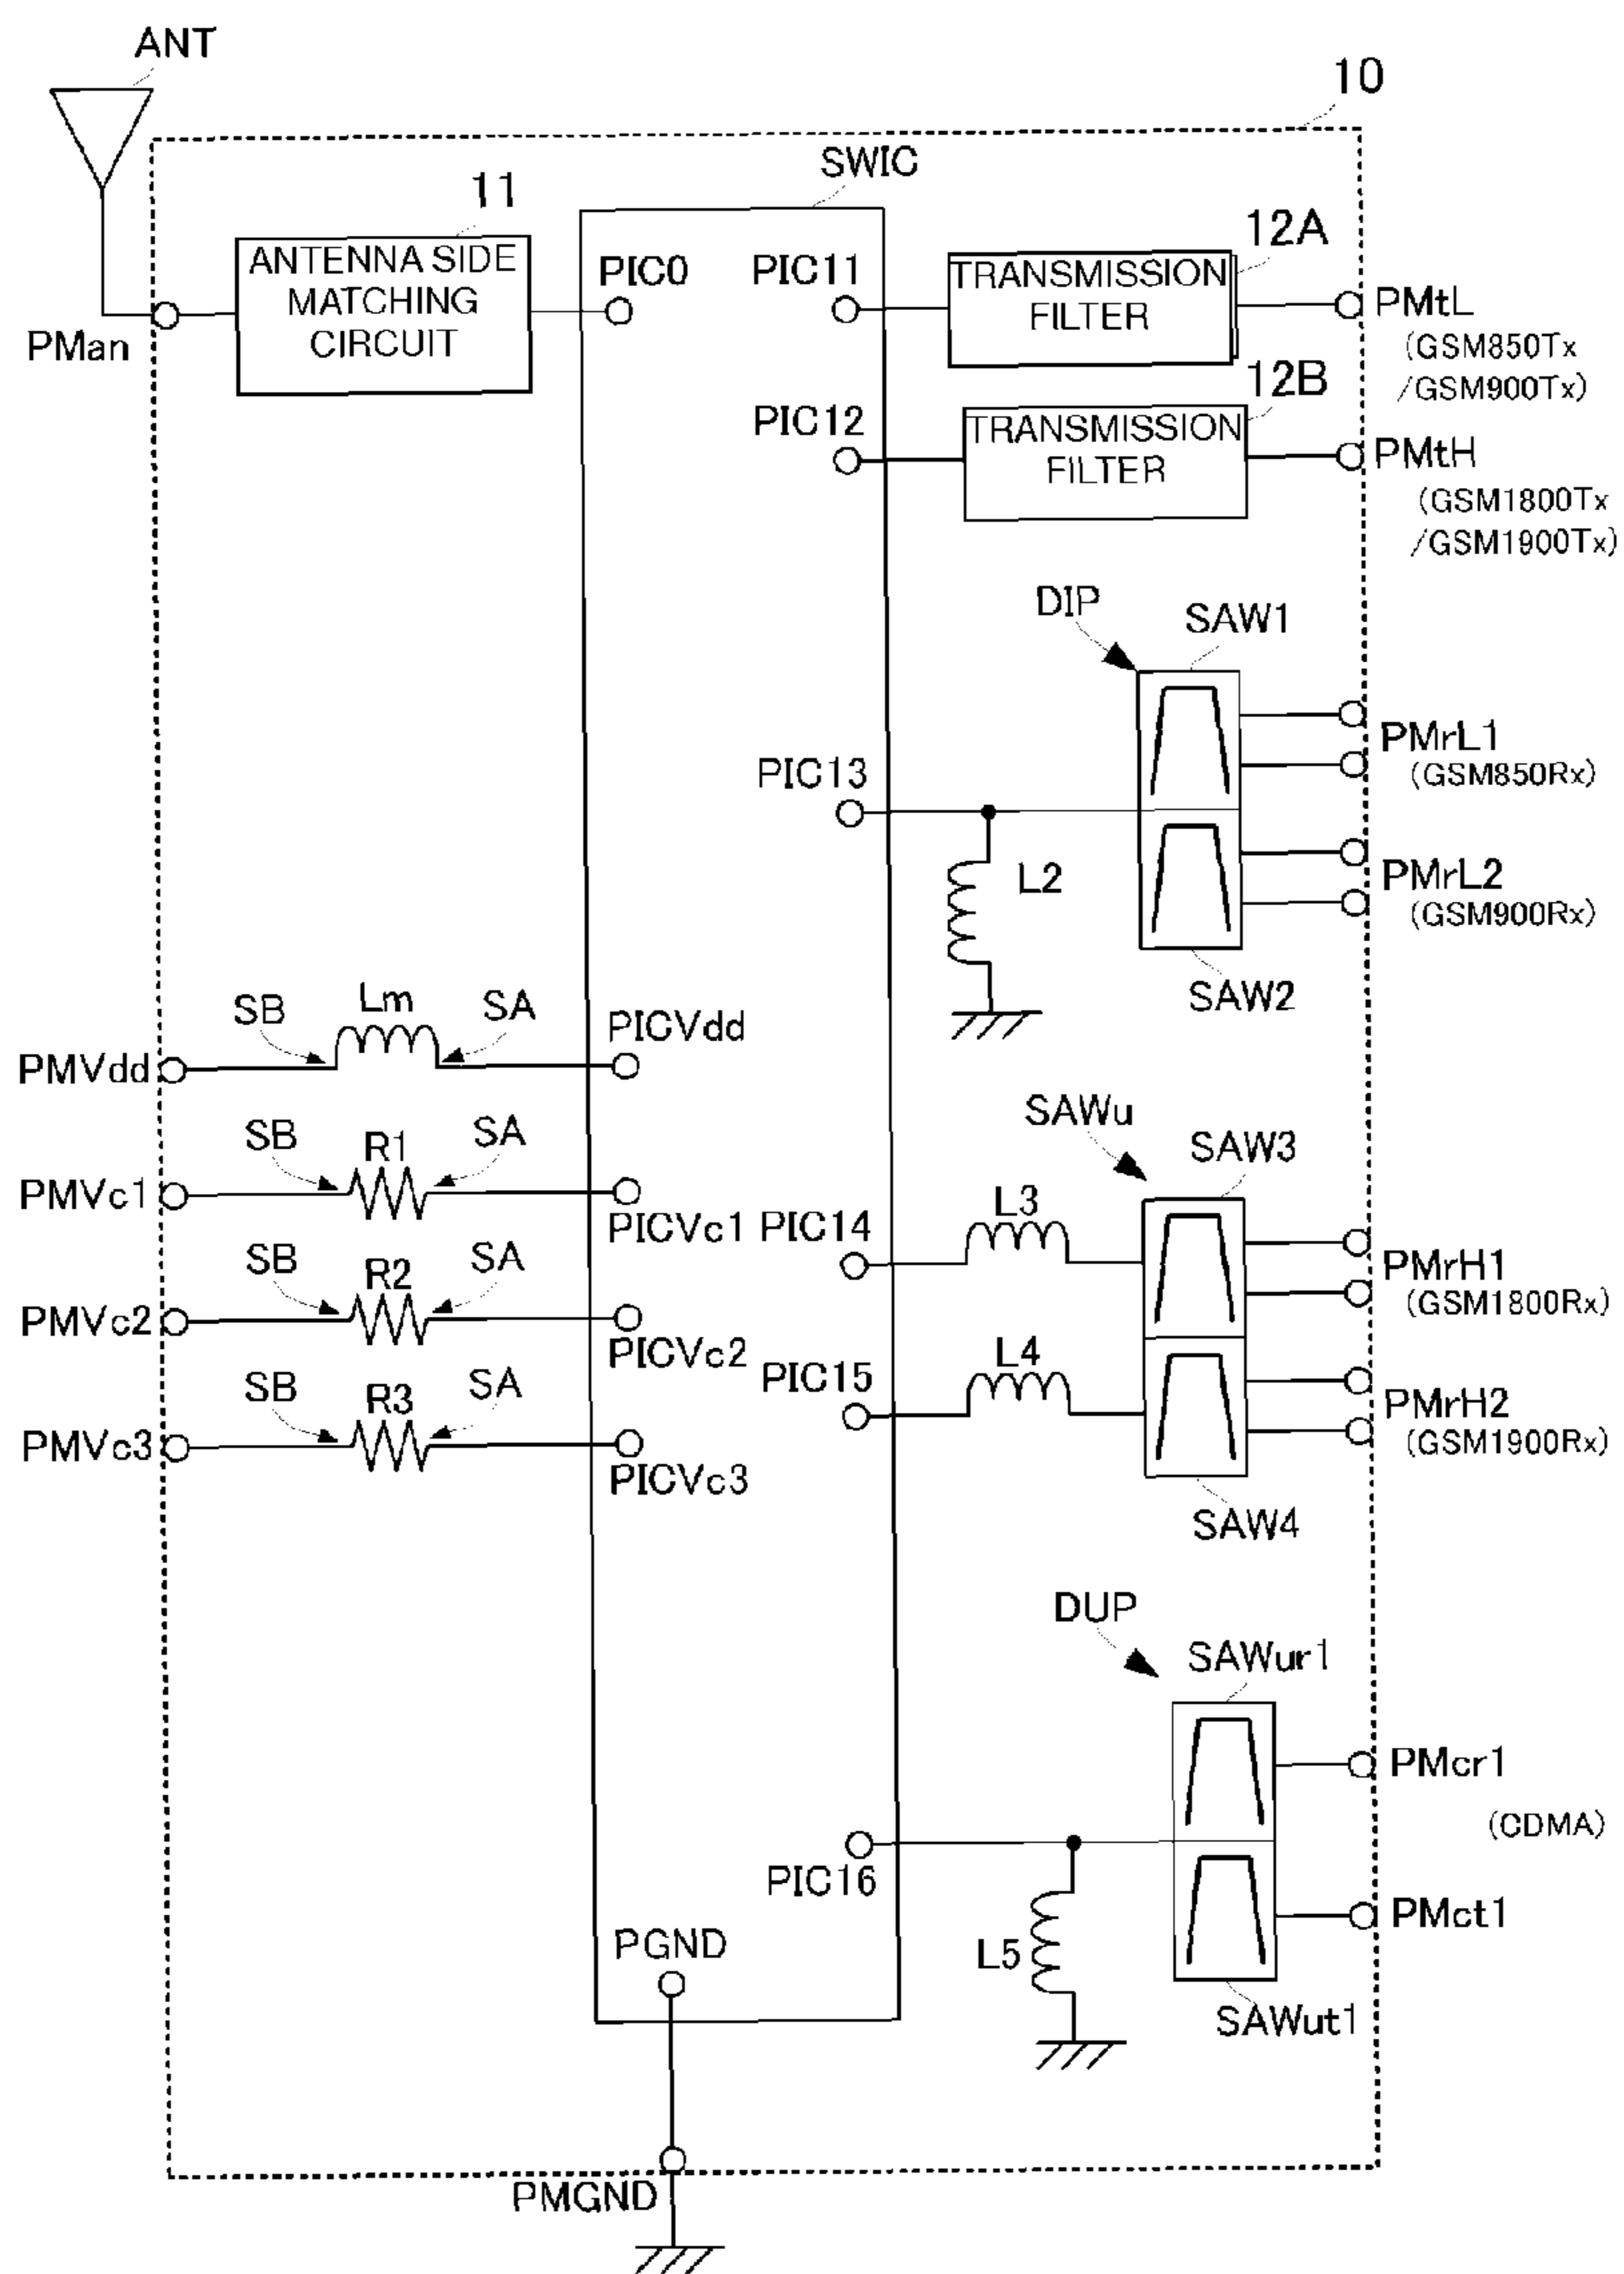 ANT
10
SWIC
11
12A
ANTENNA SIDE
MATCHING
CIRCUIT
PIC0
PIC11
TRANSMISSION
FILTER
PMtL
(GSM850Tx
/GSM900Tx)
PMan
12B
PIC12
TRANSMISSION
FILTER
PMtH
(GSM1800Tx
/GSM1900Tx)
DIP
SAW1
PIC13
PMrL1
(GSM850Rx)
L2
PMrL2
(GSM900Rx)
SAW2
SB
Lm
SA
PICVdd
PMVdd
SAWu
SAW3
SB
R1
SA
PMVc1
PICVc1
PIC14
L3
PMrH1
(GSM1800Rx)
SB
R2
SA
PMVc2
PICVc2
PIC15
L4
PMrH2
(GSM1900Rx)
SB
R3
SA
PMVc3
PICVc3
SAW4
DUP
SAWur1
PMcr1
(CDMA)
PIC16
PMct1
PGND
L5
SAWut1
PMGND